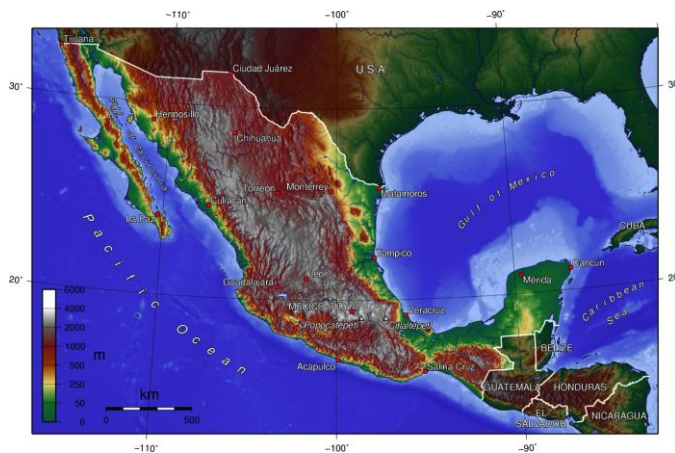 -110° -100° -90°
Tijuana
Ciudad Juárez
U.S.A
30° 30°
Gulf of California
Hermosillo
Chihuahua
Torreón Monterrey
Matamoros
Gulf of Mexico
Culiacán
La Paz
CUBA
Tampico
Cancún
Pacific Ocean
León
Mérida
20° 20°
Guadalajara
MEXICO CITY
Veracruz
Caribbean
Sea
Popocatepetl
Citlaltepetl
6000
4000
2000
500
250
50
0
m
BELIZE
Acapulco
Salina Cruz
km
0 500
GUATEMALA HONDURAS
EL
SALVADOR
NICARAGUA
-110° -100° -90°